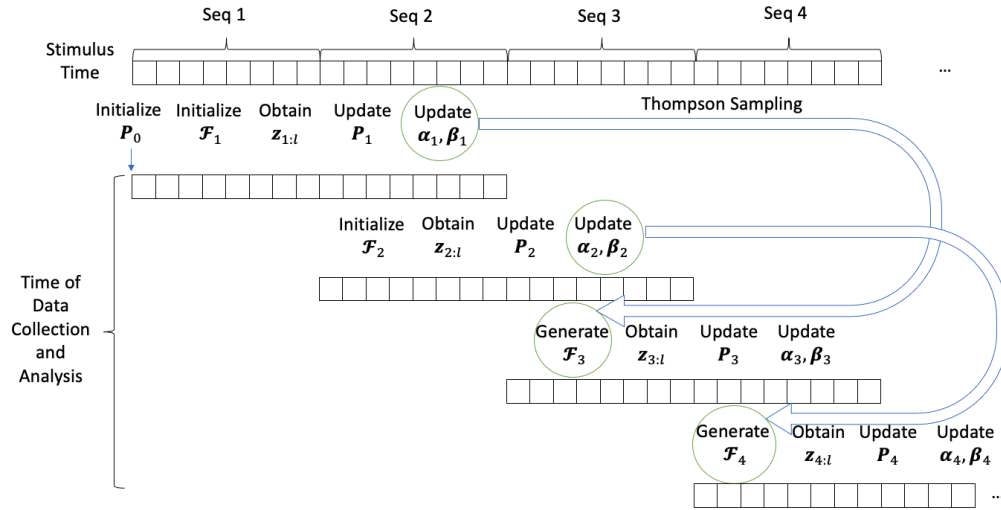 Seq 1 Seq 2 Seq 3 Seq 4
Stimulus
Time
...
Initialize Initialize Obtain Update Update Thompson Sampling
P₀ ℱ₁ z₁:ₗ P₁ α₁, β₁
Initialize Obtain Update Update
ℱ₂ z₂:ₗ P₂ α₂, β₂
Time of
Data
Collection
and
Analysis
Generate Obtain Update Update
ℱ₃ z₃:ₗ P₃ α₃, β₃
Generate Obtain Update Update
ℱ₄ z₄:ₗ P₄ α₄, β₄
...